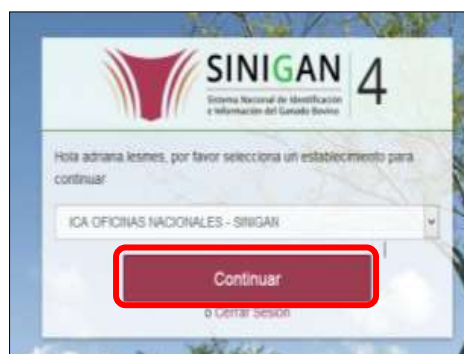 SINIGAN 4
Sistema Nacional de Identificación
e Información del Ganado Bovino
Hola adriana lesmes, por favor selecciona un establecimiento para
continuar
ICA OFICINAS NACIONALES - SINIGAN
Continuar
o Cerrar Sesión